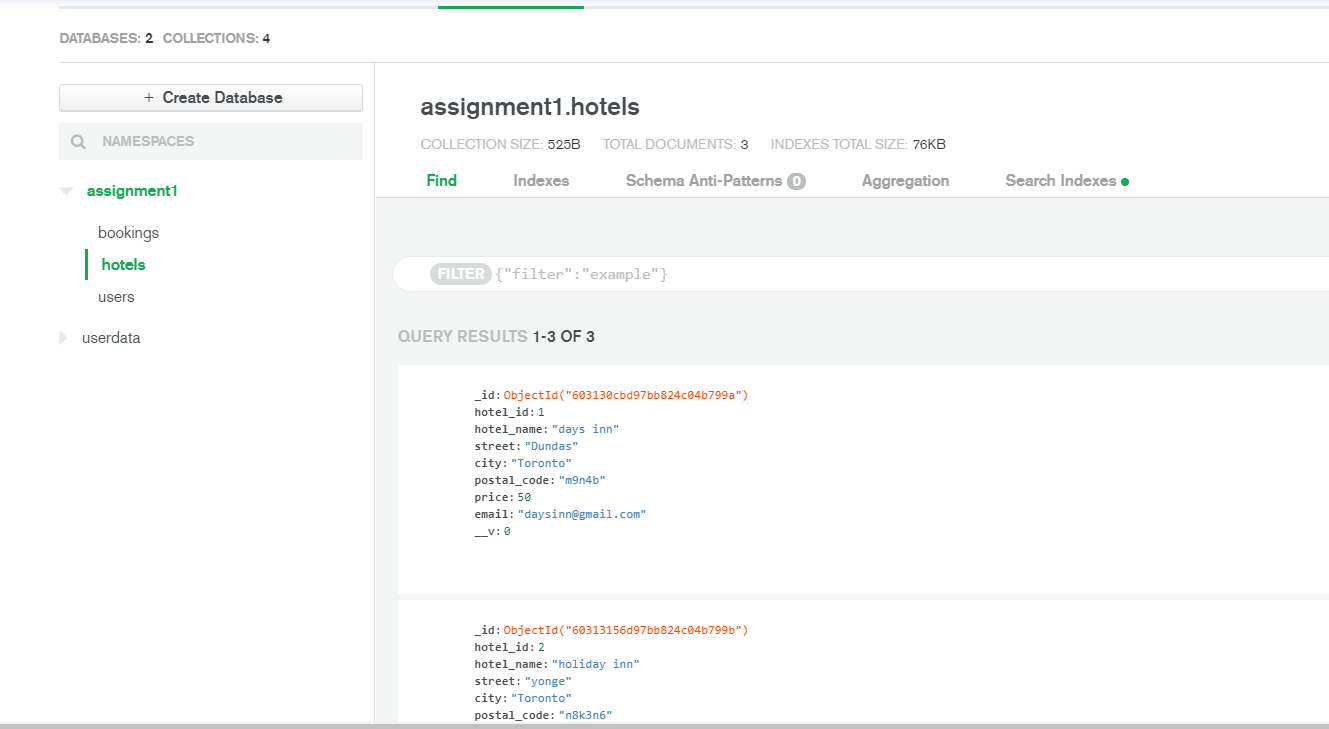 DATABASES: 2 COLLECTIONS: 4
+ Create Database
NAMESPACES
assignment1
bookings
hotels
users
userdata
assignment1.hotels
COLLECTION SIZE: 525B TOTAL DOCUMENTS: 3 INDEXES TOTAL SIZE: 76KB
Find Indexes Schema Anti-Patterns 0 Aggregation Search Indexes
FILTER {"filter":"example"}
QUERY RESULTS 1-3 OF 3
_id: ObjectId("603130cbd97bb824c04b799a")
hotel_id: 1
hotel_name: "days inn"
street: "Dundas"
city: "Toronto"
postal_code: "m9n4b"
price: 50
email: "daysinn@gmail.com"
__v: 0
_id: ObjectId("60313156d97bb824c04b799b")
hotel_id: 2
hotel_name: "holiday inn"
street: "yonge"
city: "Toronto"
postal_code: "n8k3n6"